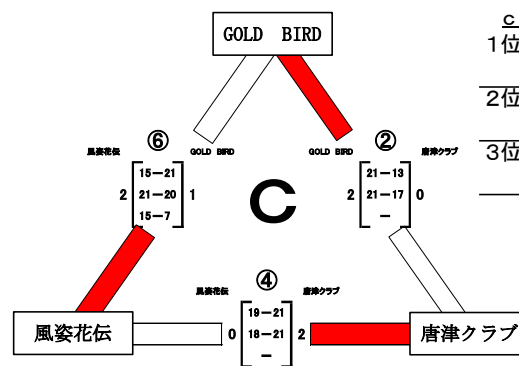 GOLD BIRD
c
1位
2位
3位
⑥
風姿花伝 GOLD BIRD
2 15－21 1
21－20
15－7
②
GOLD BIRD 唐津クラブ
2 21－13 0
21－17
－
C
④
風姿花伝 唐津クラブ
0 19－21 2
18－21
－
風姿花伝
唐津クラブ